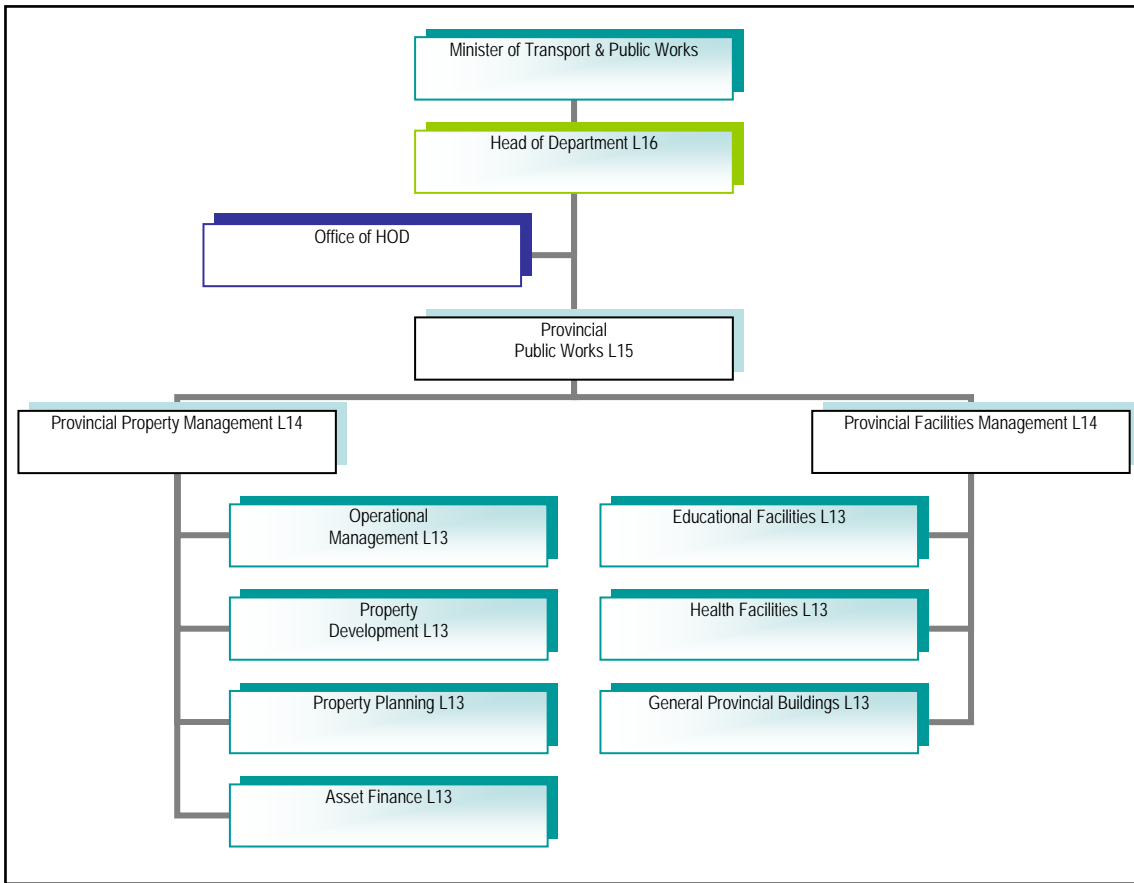 Minister of Transport & Public Works
Head of Department L16
Office of HOD
Provincial
Public Works L15
Provincial Property Management L14
Provincial Facilities Management L14
Operational
Management L13
Educational Facilities L13
Property
Development L13
Health Facilities L13
Property Planning L13
General Provincial Buildings L13
Asset Finance L13